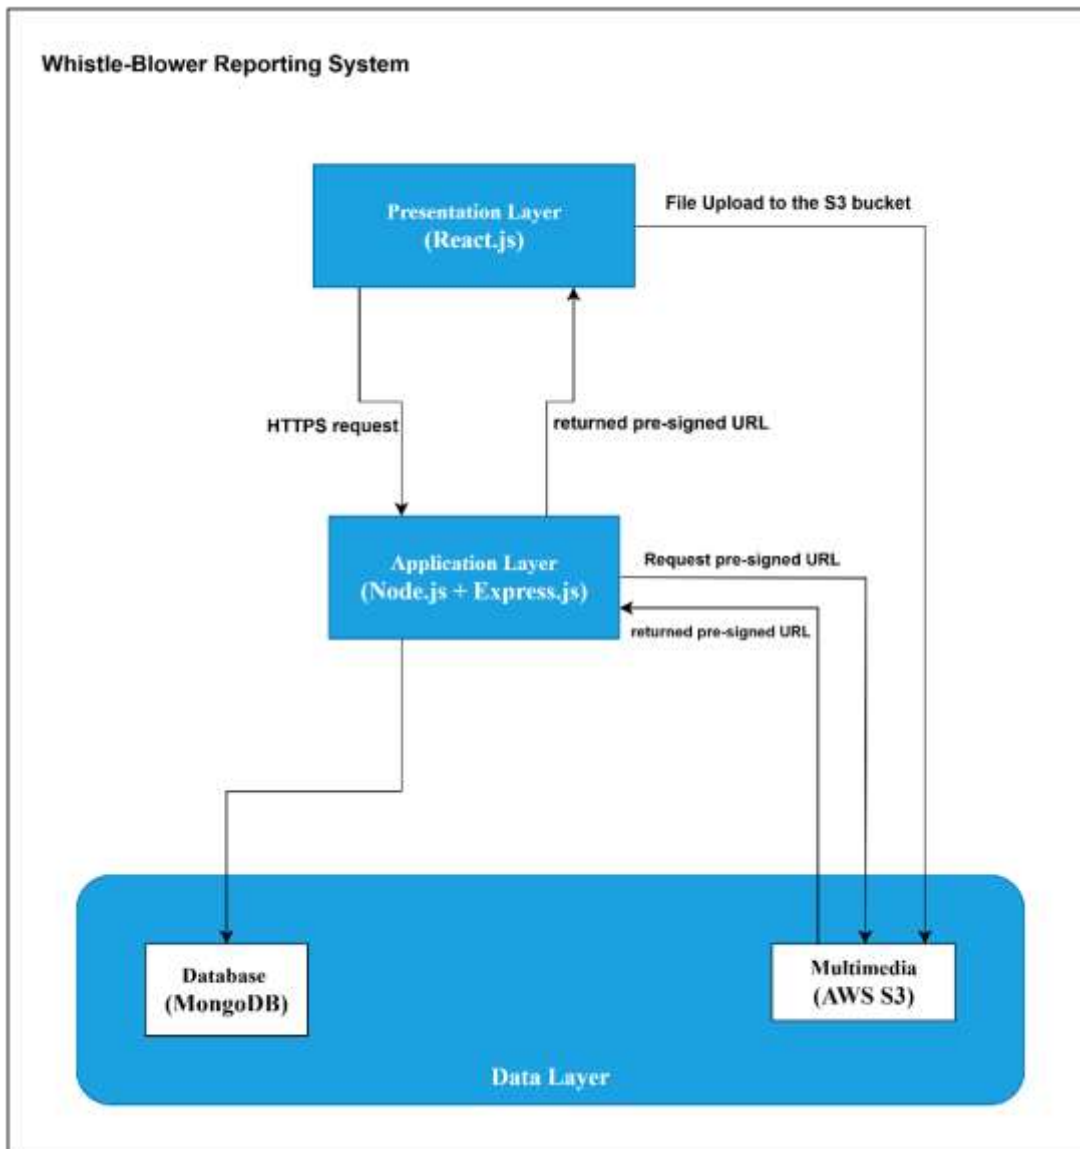 Whistle-Blower Reporting System
Presentation Layer
(React.js)
File Upload to the S3 bucket
HTTPS request
returned pre-signed URL
Application Layer
(Node.js + Express.js)
Request pre-signed URL
returned pre-signed URL
Database
(MongoDB)
Multimedia
(AWS S3)
Data Layer